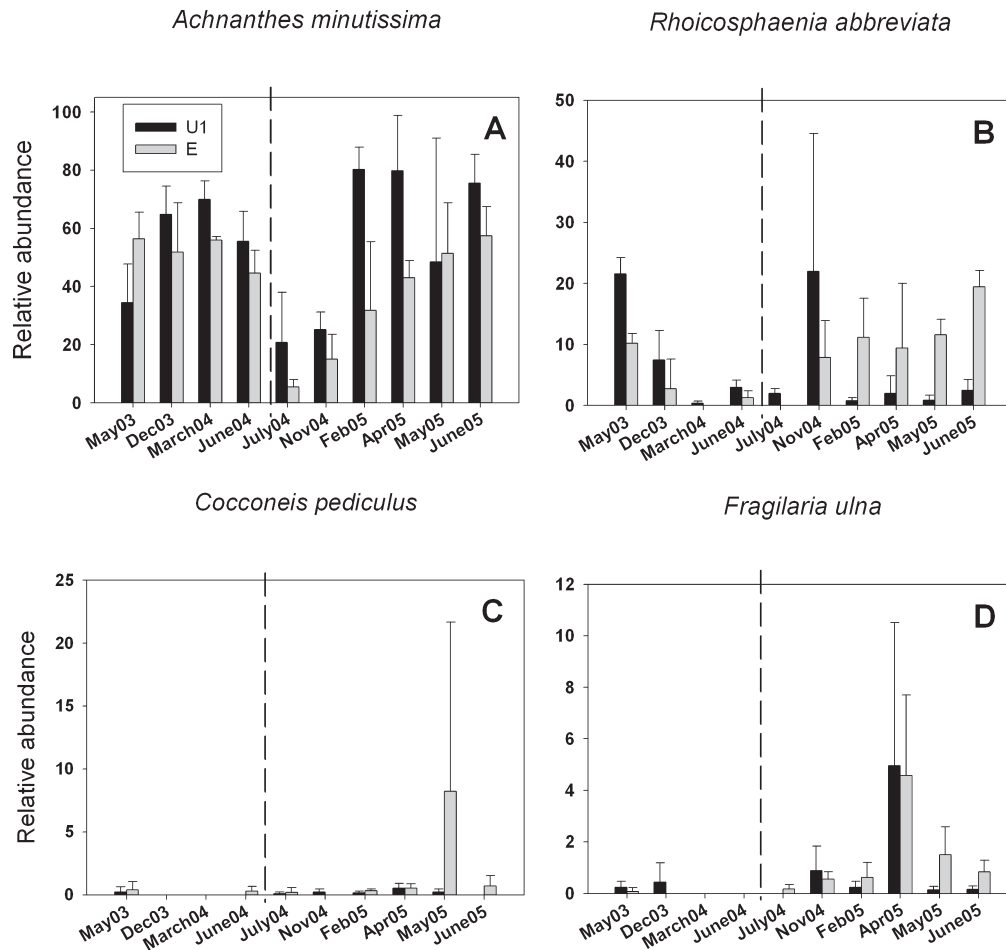 Achnanthes minutissima
Rhoicosphaenia abbreviata
Relative abundance
100
80
60
40
20
0
U1
E
A
May03
Dec03
March04
June04
July04
Nov04
Feb05
Apr05
May05
June05
50
40
30
20
10
0
B
May03
Dec03
March04
June04
July04
Nov04
Feb05
Apr05
May05
June05
Cocconeis pediculus
Fragilaria ulna
Relative abundance
25
20
15
10
5
0
C
May03
Dec03
March04
June04
July04
Nov04
Feb05
Apr05
May05
June05
12
10
8
6
4
2
0
D
May03
Dec03
March04
June04
July04
Nov04
Feb05
Apr05
May05
June05